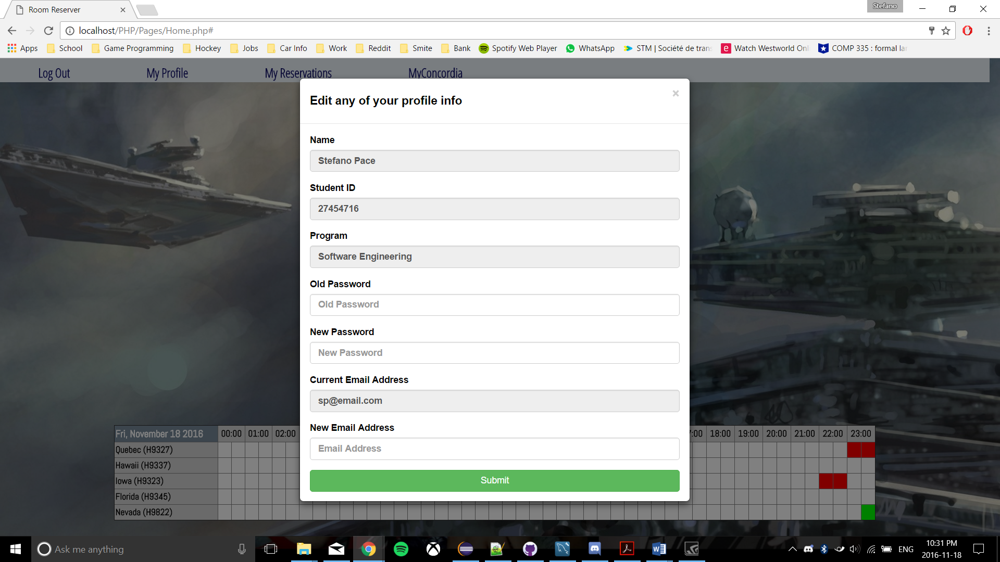 Room Reserver
Stefano
localhost/PHP/Pages/Home.php#
Apps School Game Programming Hockey Jobs Car Info Work Reddit Smite Bank Spotify Web Player WhatsApp STM | Société de trans Watch Westworld Onl COMP 335 : formal lan
Log Out My Profile My Reservations MyConcordia
Edit any of your profile info
×
Name
Stefano Pace
Student ID
27454716
Program
Software Engineering
Old Password
Old Password
New Password
New Password
Current Email Address
sp@email.com
New Email Address
Email Address
Submit
Fri, November 18 2016 00:00 01:00 02:00 7:00 18:00 19:00 20:00 21:00 22:00 23:00
Quebec (H9327)
Hawaii (H9337)
Iowa (H9323)
Florida (H9345)
Nevada (H9822)
Ask me anything
ENG
10:31 PM
2016-11-18